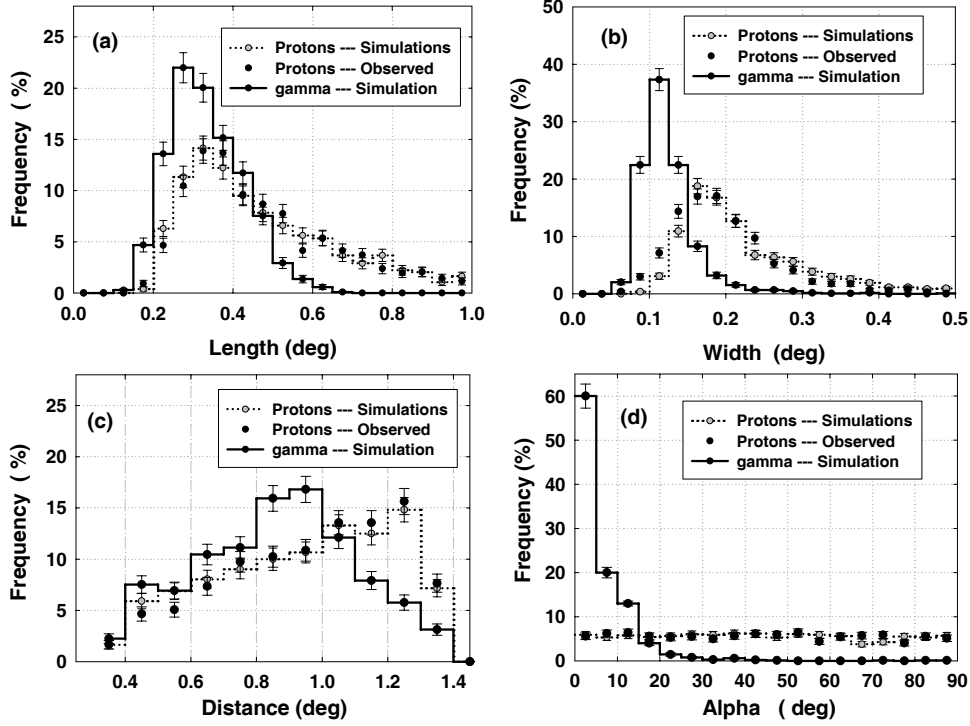 (a)
Protons --- Simulations
Protons --- Observed
gamma --- Simulation
Frequency ( %)
25
20
15
10
5
0
0.0 0.2 0.4 0.6 0.8 1.0
Length (deg)
(b)
Protons --- Simulations
Protons --- Observed
gamma --- Simulation
Frequency (%)
50
40
30
20
10
0
0.0 0.1 0.2 0.3 0.4 0.5
Width (deg)
(c)
Protons --- Simulations
Protons --- Observed
gamma --- Simulation
Frequency ( %)
25
20
15
10
5
0
0.4 0.6 0.8 1.0 1.2 1.4
Distance (deg)
(d)
Protons --- Simulations
Protons --- Observed
gamma --- Simulation
Frequency (%)
60
50
40
30
20
10
0
0 10 20 30 40 50 60 70 80 90
Alpha ( deg)